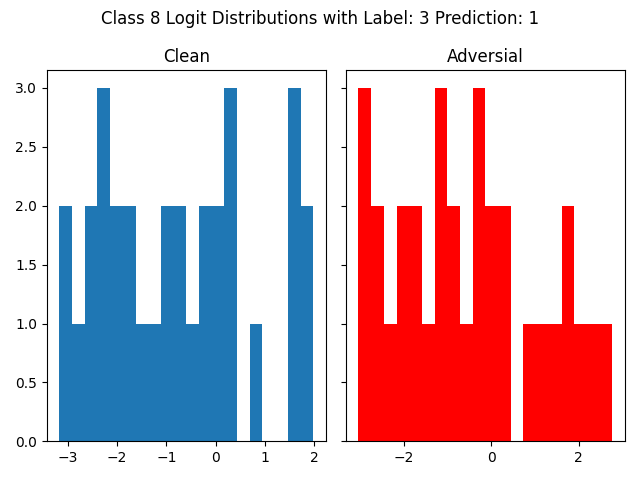 Class 8 Logit Distributions with Label: 3 Prediction: 1
Clean
Adversial
3.0
2.5
2.0
1.5
1.0
0.5
0.0
−3 −2 −1 0 1 2
−2 0 2